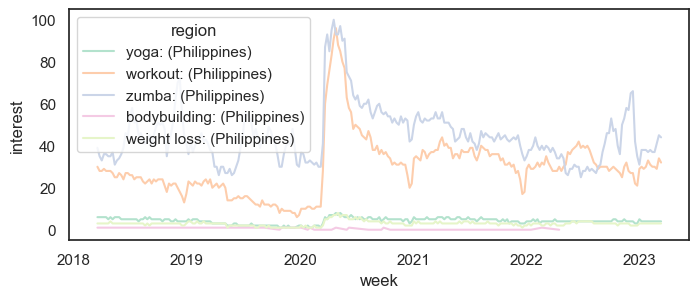 region
yoga: (Philippines)
workout: (Philippines)
zumba: (Philippines)
bodybuilding: (Philippines)
weight loss: (Philippines)
interest
100
80
60
40
20
0
2018 2019 2020 2021 2022 2023
week